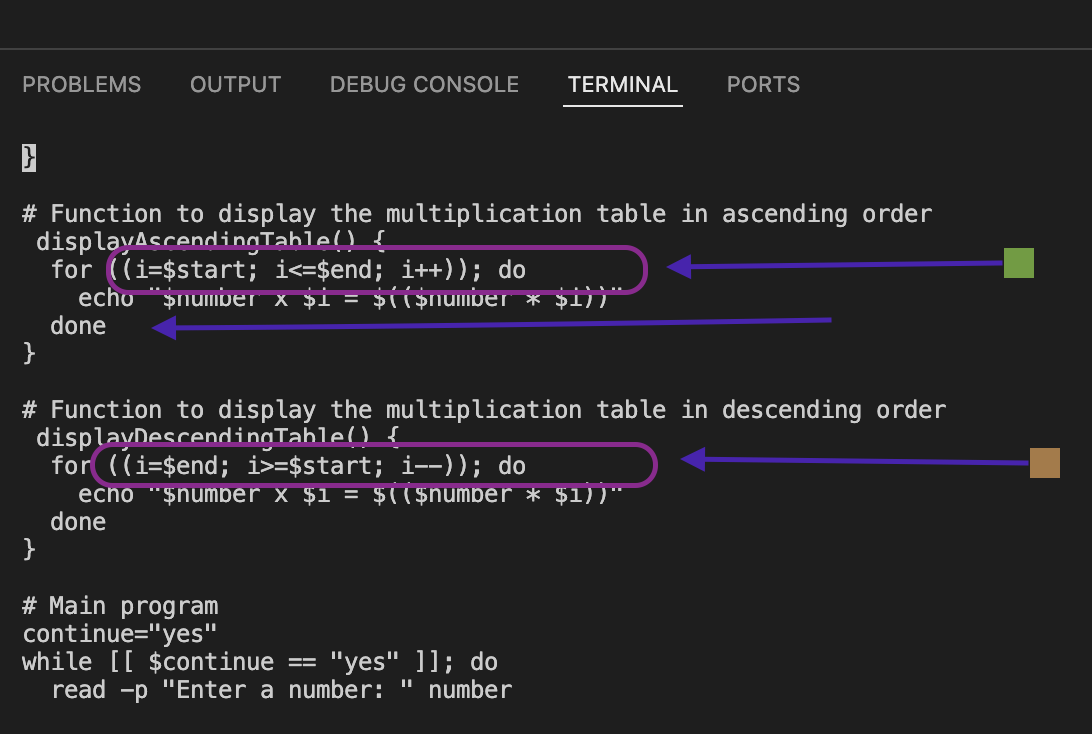 PROBLEMS OUTPUT DEBUG CONSOLE TERMINAL PORTS
}
# Function to display the multiplication table in ascending order
displayAscendingTable() {
for ((i=$start; i<=$end; i++)); do
echo "$number x $i = $(($number * $i))"
done
}
# Function to display the multiplication table in descending order
displayDescendingTable() {
for ((i=$end; i>=$start; i--)); do
echo "$number x $i = $(($number * $i))"
done
}
# Main program
continue="yes"
while [[ $continue == "yes" ]]; do
read -p "Enter a number: " number